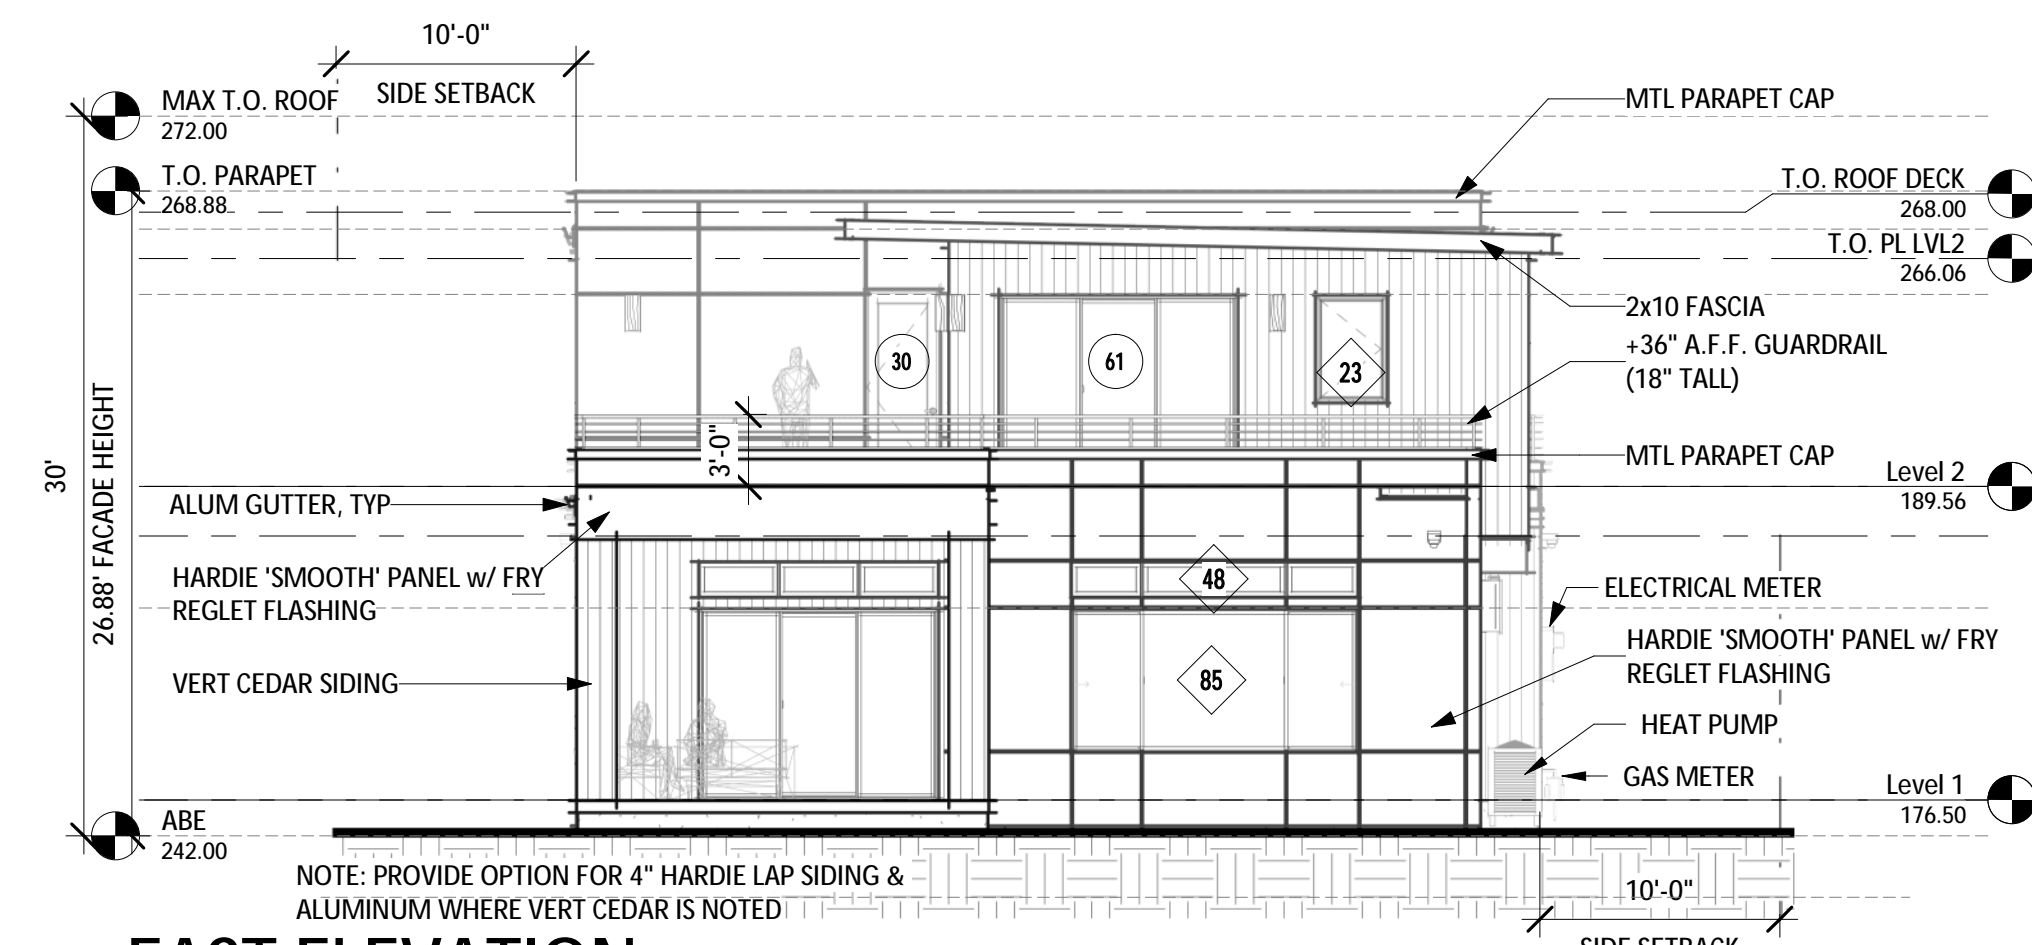 10'-0"
SIDE SETBACK
MAX T.O. ROOF
272.00
T.O. PARAPET
268.88
30'
26.88' FACADE HEIGHT
ALUM GUTTER, TYP
HARDIE 'SMOOTH' PANEL w/ FRY
REGLET FLASHING
VERT CEDAR SIDING
ABE
242.00
NOTE: PROVIDE OPTION FOR 4" HARDIE LAP SIDING &
ALUMINUM WHERE VERT CEDAR IS NOTED
EAST ELEVATION
30
61
23
3'-0"
48
85
MTL PARAPET CAP
T.O. ROOF DECK
268.00
T.O. PL LVL2
266.06
2x10 FASCIA
+36" A.F.F. GUARDRAIL
(18" TALL)
MTL PARAPET CAP
Level 2
189.56
ELECTRICAL METER
HARDIE 'SMOOTH' PANEL w/ FRY
REGLET FLASHING
HEAT PUMP
GAS METER
Level 1
176.50
10'-0"
SIDE SETBACK